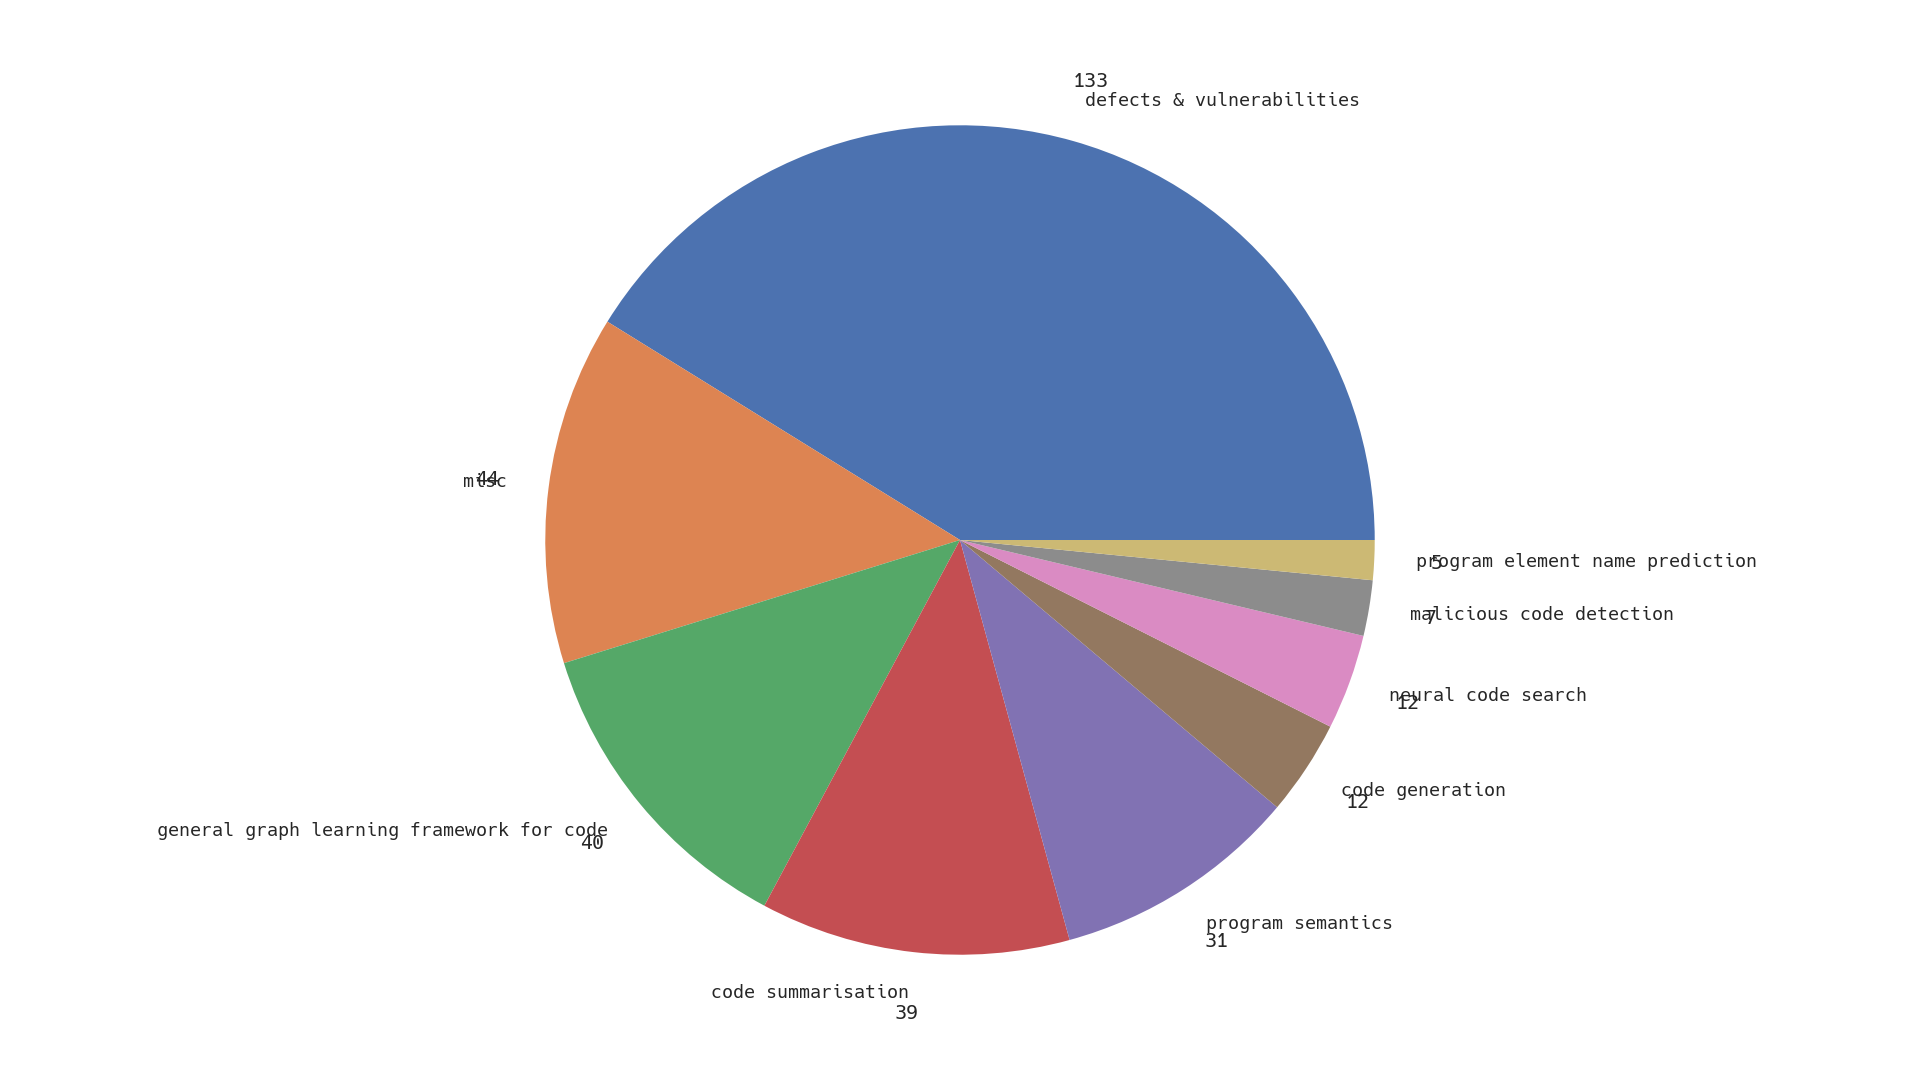 133
defects & vulnerabilities
44
misc
5
program element name prediction
7
malicious code detection
neural code search
12
code generation
12
general graph learning framework for code
40
program semantics
31
code summarisation
39